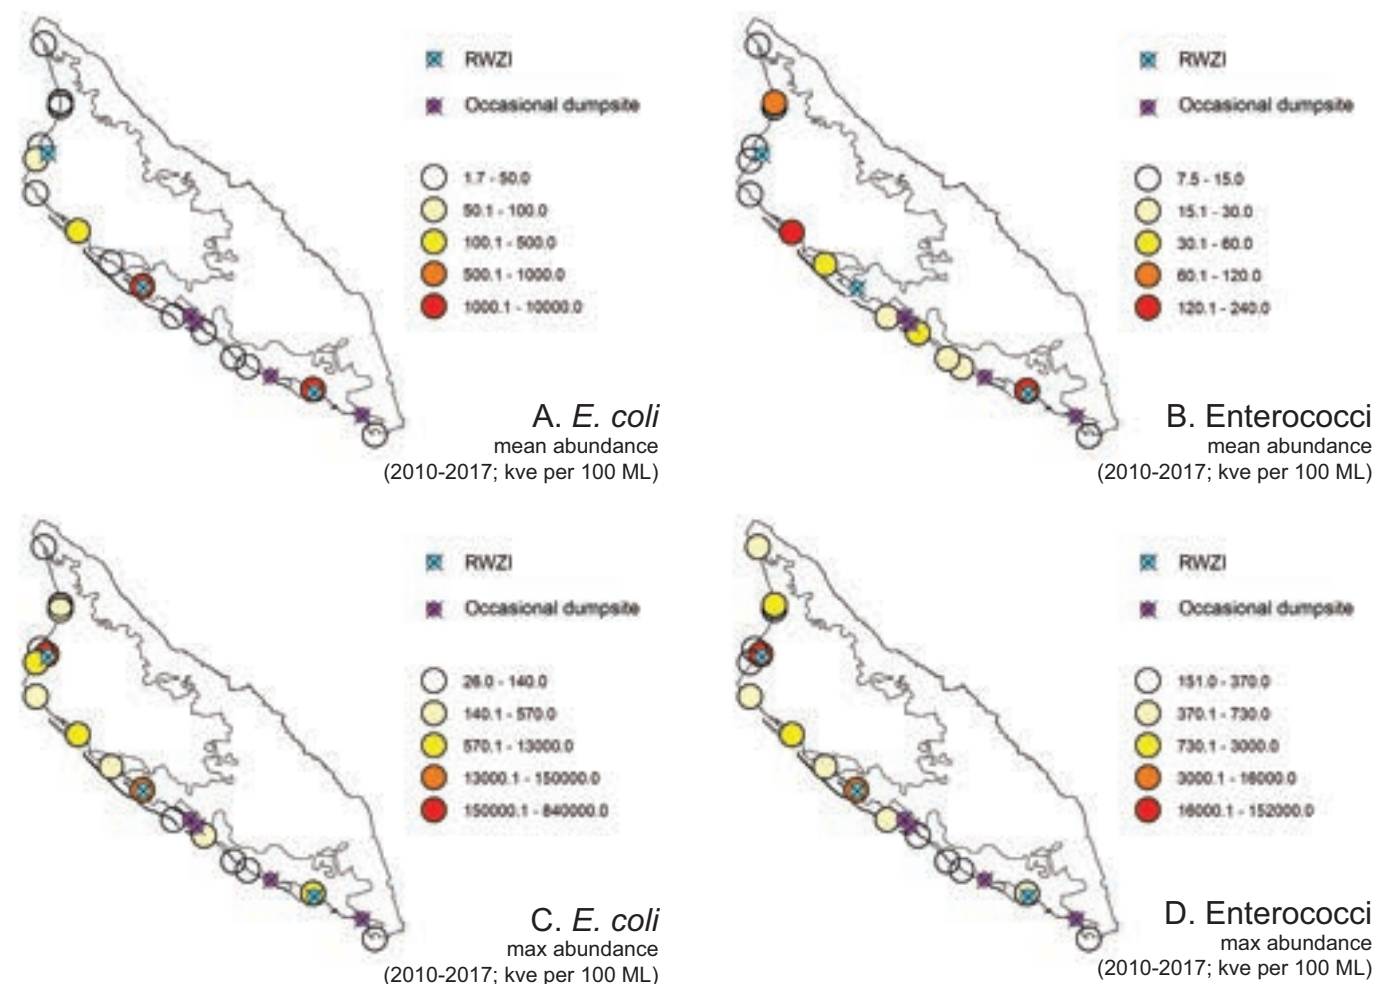 RWZI
Occasional dumpsite
1.7 - 50.0
50.1 - 100.0
100.1 - 500.0
500.1 - 1000.0
1000.1 - 10000.0
A. E. coli
mean abundance
(2010-2017; kve per 100 ML)
RWZI
Occasional dumpsite
7.5 - 15.0
15.1 - 30.0
30.1 - 60.0
60.1 - 120.0
120.1 - 240.0
B. Enterococci
mean abundance
(2010-2017; kve per 100 ML)
RWZI
Occasional dumpsite
26.0 - 140.0
140.1 - 570.0
570.1 - 13000.0
13000.1 - 150000.0
150000.1 - 840000.0
C. E. coli
max abundance
(2010-2017; kve per 100 ML)
RWZI
Occasional dumpsite
151.0 - 370.0
370.1 - 730.0
730.1 - 3000.0
3000.1 - 16000.0
16000.1 - 152000.0
D. Enterococci
max abundance
(2010-2017; kve per 100 ML)